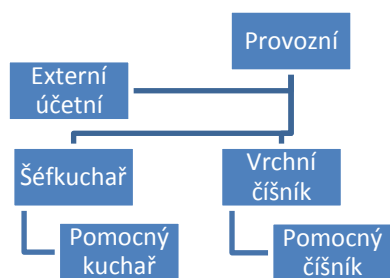 Provozní
Externí
účetní
Šéfkuchař
Vrchní
číšník
Pomocný
kuchař
Pomocný
číšník